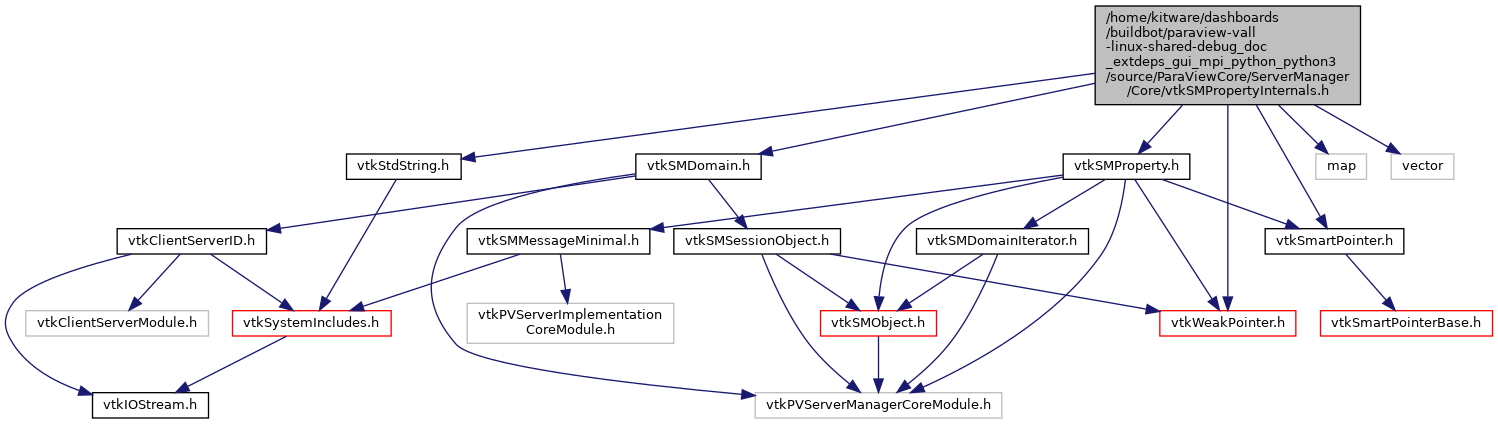 /home/kitware/dashboards
/buildbot/paraview-vall
-linux-shared-debug_doc
_extdeps_gui_mpi_python_python3
/source/ParaViewCore/ServerManager
/Core/vtkSMPropertyInternals.h
vtkStdString.h
vtkSMDomain.h
vtkSMProperty.h
map
vector
vtkClientServerID.h
vtkSMMessageMinimal.h
vtkSMSessionObject.h
vtkSMDomainIterator.h
vtkSmartPointer.h
vtkClientServerModule.h
vtkSystemIncludes.h
vtkPVServerImplementation
CoreModule.h
vtkSMObject.h
vtkWeakPointer.h
vtkSmartPointerBase.h
vtkIOStream.h
vtkPVServerManagerCoreModule.h